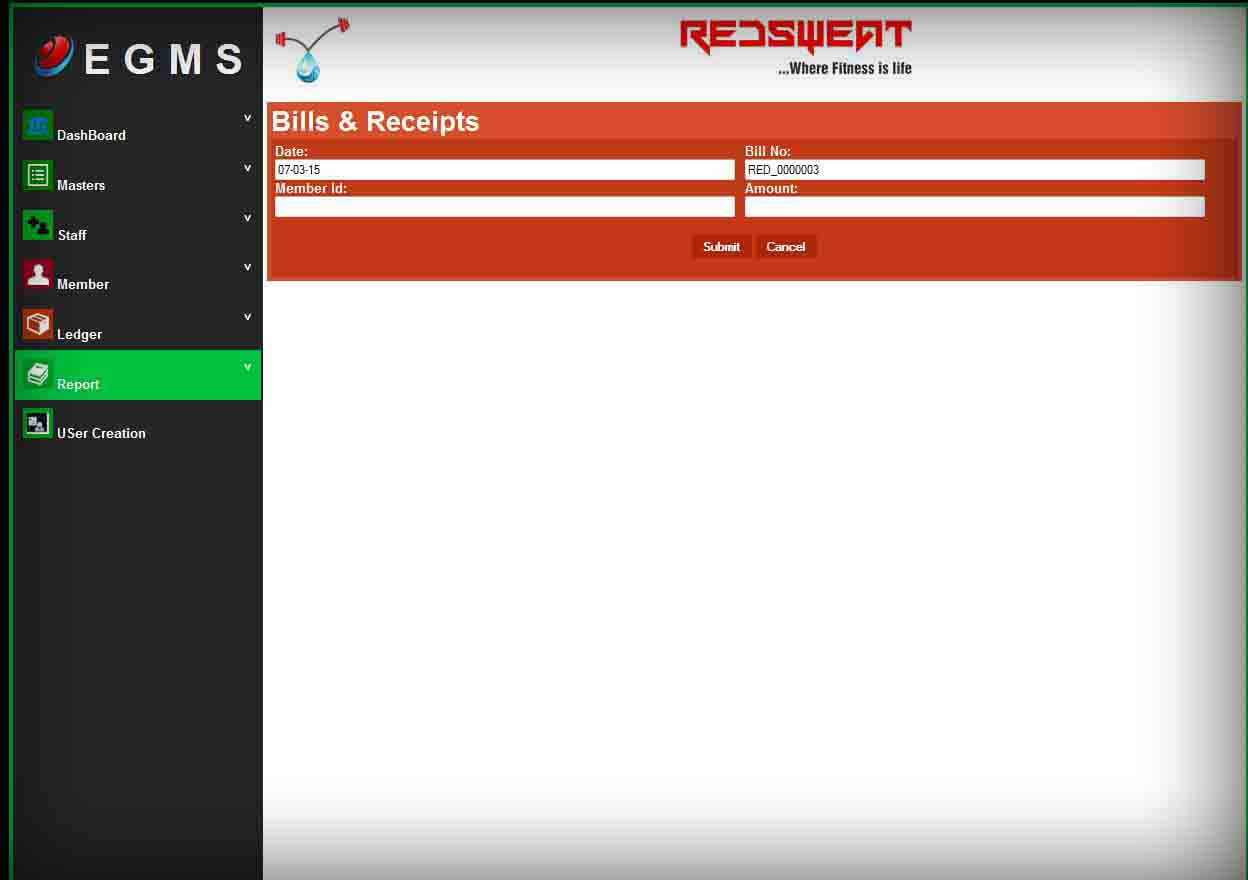 EGMS
DashBoard v
Masters v
Staff v
Member v
Ledger v
Report v
USer Creation
REDSWEAT
...Where Fitness is life
Bills & Receipts
Date: Bill No:
07-03-15 RED_0000003
Member Id: Amount:
Submit Cancel